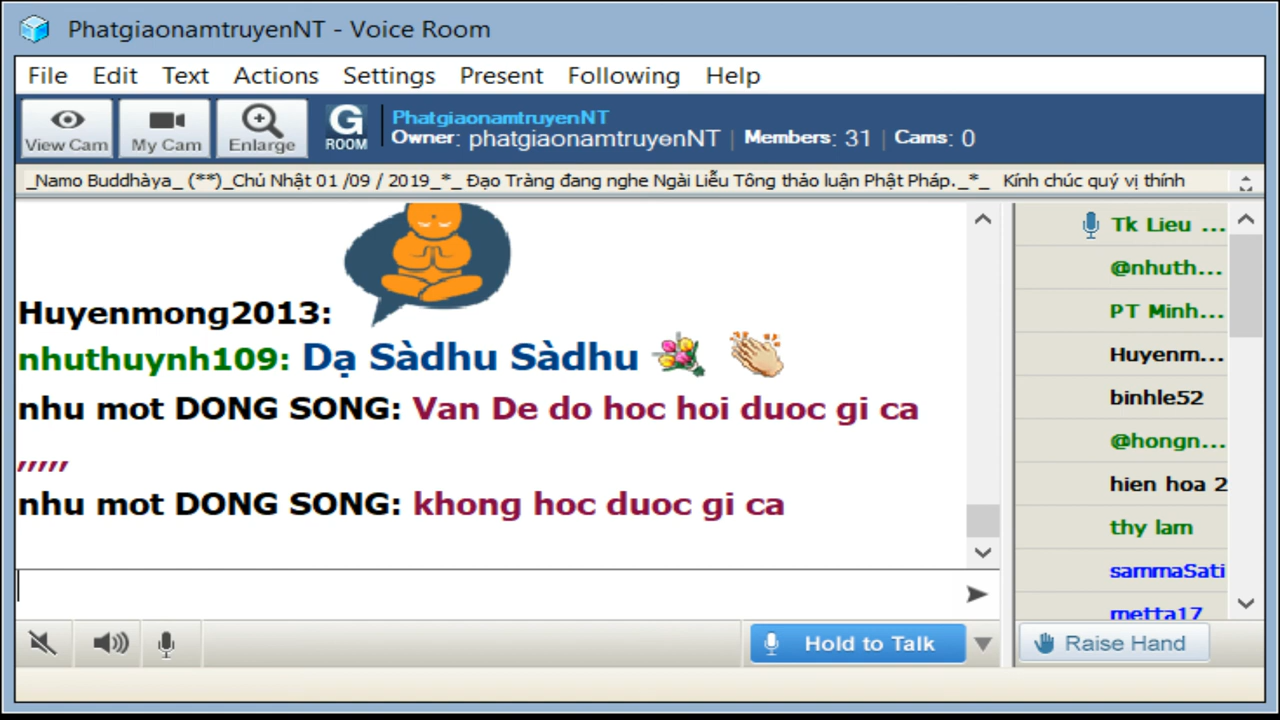 PhatgiaonamtruyenNT - Voice Room
File Edit Text Actions Settings Present Following Help
View Cam My Cam Enlarge G ROOM
PhatgiaonamtruyenNT
Owner: phatgiaonamtruyenNT | Members: 31 | Cams: 0
_Namo Buddhàya_ (**)_Chủ Nhật 01 /09 / 2019_*_ Đạo Tràng đang nghe Ngài Liễu Tông thảo luận Phật Pháp._*_ Kính chúc quý vị thính
Huyenmong2013:
nhuthuynh109: Dạ Sàdhu Sàdhu
nhu mot DONG SONG: Van De do hoc hoi duoc gi ca
,,,,,
nhu mot DONG SONG: khong hoc duoc gi ca
Tk Lieu ...
@nhuth...
PT Minh...
Huyenm...
binhle52
@hongn...
hien hoa 2
thy lam
sammaSati
metta17
Hold to Talk
Raise Hand